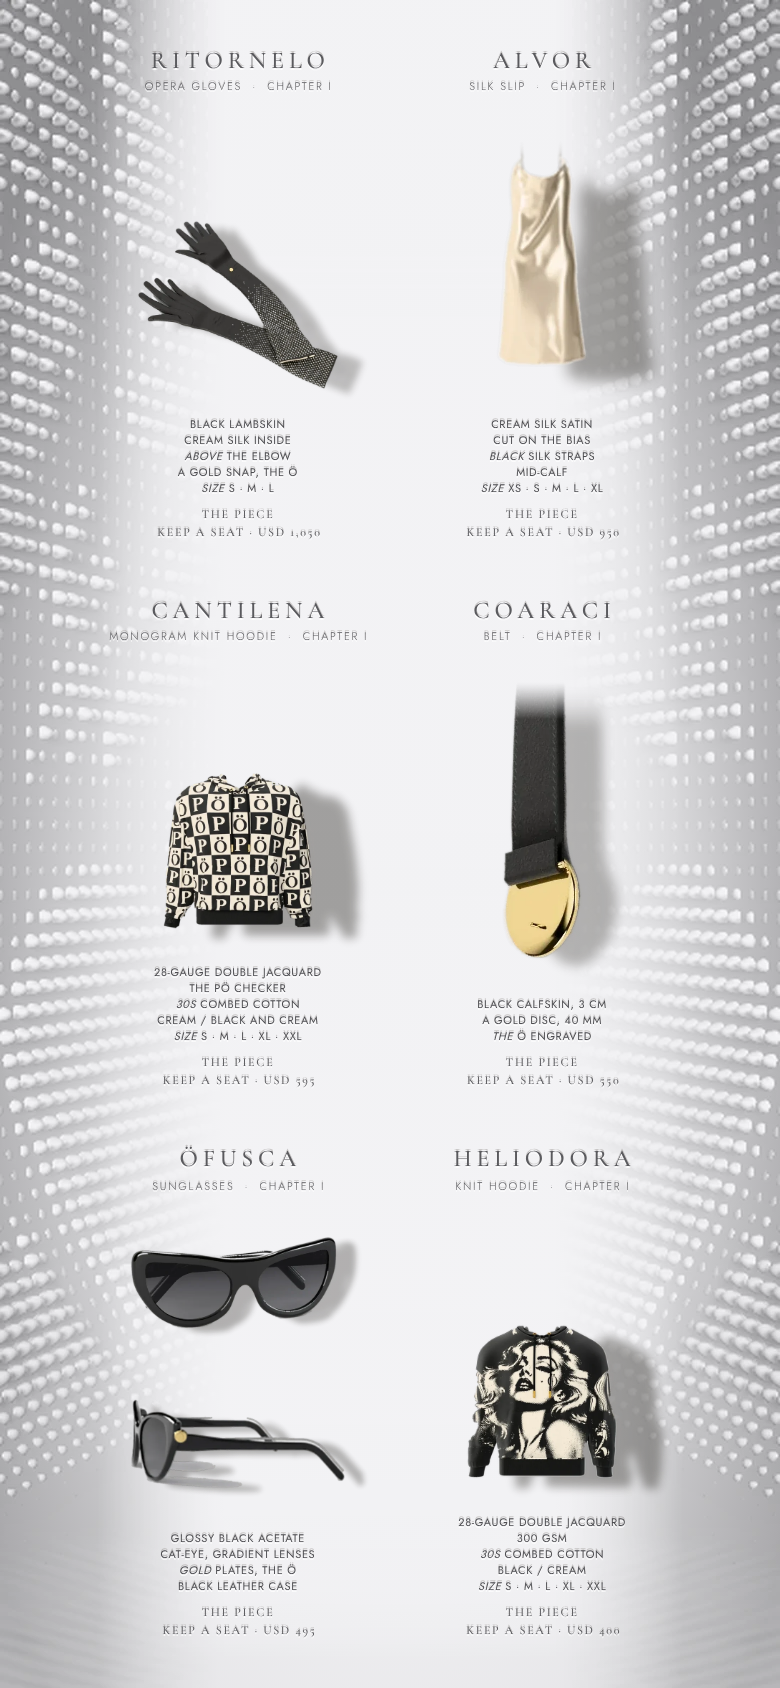 RITORNELO
OPERA GLOVES · CHAPTER I
BLACK LAMBSKIN
CREAM SILK INSIDE
ABOVE THE ELBOW
A GOLD SNAP, THE Ö
SIZE S · M · L
THE PIECE
KEEP A SEAT · USD 1,050
ALVOR
SILK SLIP · CHAPTER I
CREAM SILK SATIN
CUT ON THE BIAS
BLACK SILK STRAPS
MID-CALF
SIZE XS · S · M · L · XL
THE PIECE
KEEP A SEAT · USD 950
CANTILENA
MONOGRAM KNIT HOODIE · CHAPTER I
28-GAUGE DOUBLE JACQUARD
THE PÖ CHECKER
30S COMBED COTTON
CREAM / BLACK AND CREAM
SIZE S · M · L · XL · XXL
THE PIECE
KEEP A SEAT · USD 595
COARACI
BELT · CHAPTER I
BLACK CALFSKIN, 3 CM
A GOLD DISC, 40 MM
THE Ö ENGRAVED
THE PIECE
KEEP A SEAT · USD 550
ÖFUSCA
SUNGLASSES · CHAPTER I
GLOSSY BLACK ACETATE
CAT-EYE, GRADIENT LENSES
GOLD PLATES, THE Ö
BLACK LEATHER CASE
THE PIECE
KEEP A SEAT · USD 495
HELIODORA
KNIT HOODIE · CHAPTER I
28-GAUGE DOUBLE JACQUARD
300 GSM
30S COMBED COTTON
BLACK / CREAM
SIZE S · M · L · XL · XXL
THE PIECE
KEEP A SEAT · USD 400